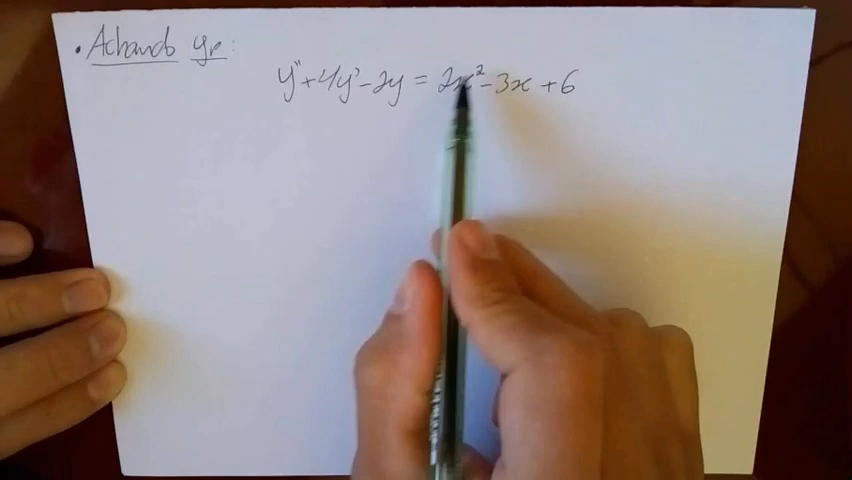 • Achando yp:
y'' + 4y' - 2y = 2x² - 3x + 6